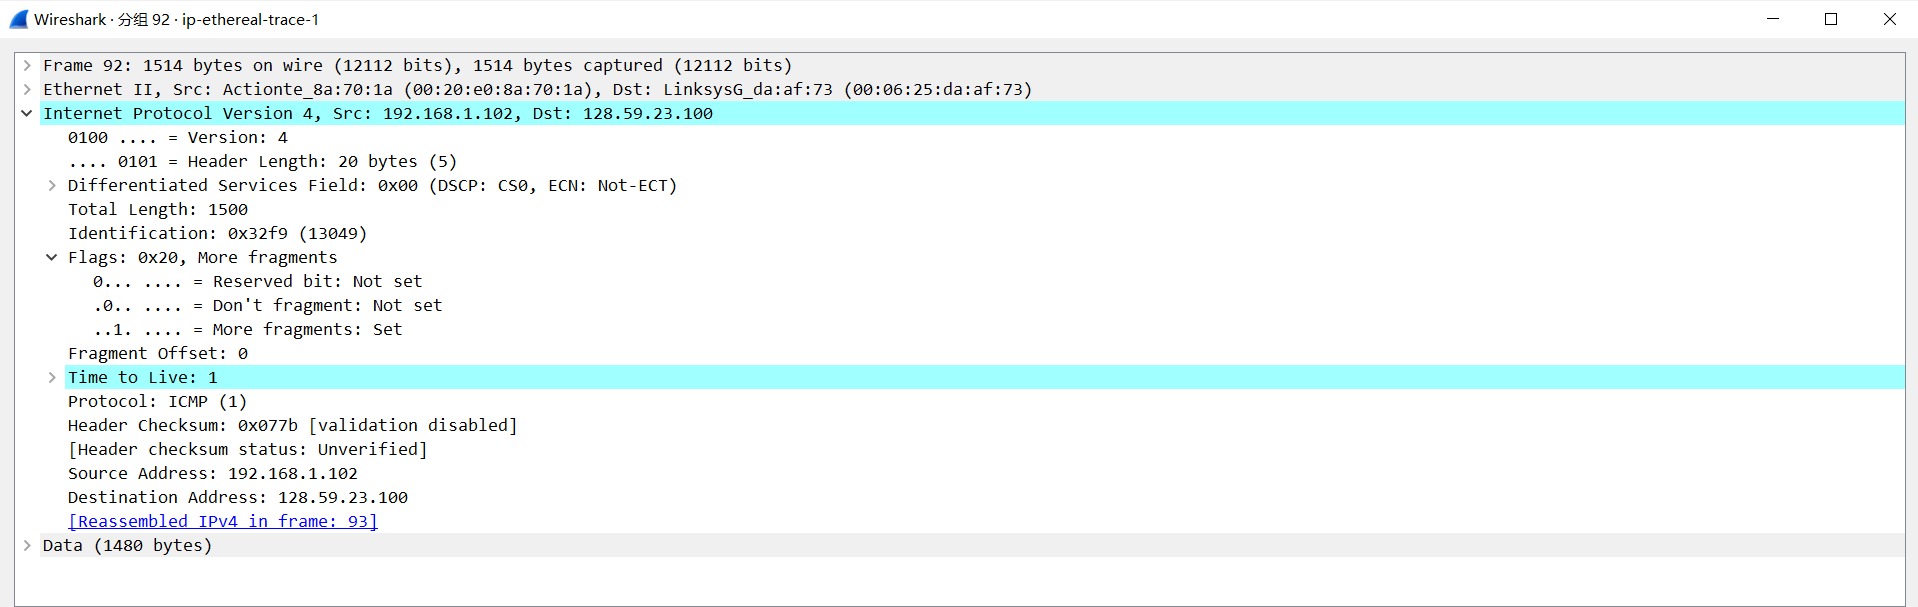 Wireshark · 分组 92 · ip-ethereal-trace-1
Frame 92: 1514 bytes on wire (12112 bits), 1514 bytes captured (12112 bits)
Ethernet II, Src: Actionte_8a:70:1a (00:20:e0:8a:70:1a), Dst: LinksysG_da:af:73 (00:06:25:da:af:73)
Internet Protocol Version 4, Src: 192.168.1.102, Dst: 128.59.23.100
0100 .... = Version: 4
.... 0101 = Header Length: 20 bytes (5)
Differentiated Services Field: 0x00 (DSCP: CS0, ECN: Not-ECT)
Total Length: 1500
Identification: 0x32f9 (13049)
Flags: 0x20, More fragments
0... .... = Reserved bit: Not set
.0.. .... = Don't fragment: Not set
..1. .... = More fragments: Set
Fragment Offset: 0
Time to Live: 1
Protocol: ICMP (1)
Header Checksum: 0x077b [validation disabled]
[Header checksum status: Unverified]
Source Address: 192.168.1.102
Destination Address: 128.59.23.100
[Reassembled IPv4 in frame: 93]
Data (1480 bytes)